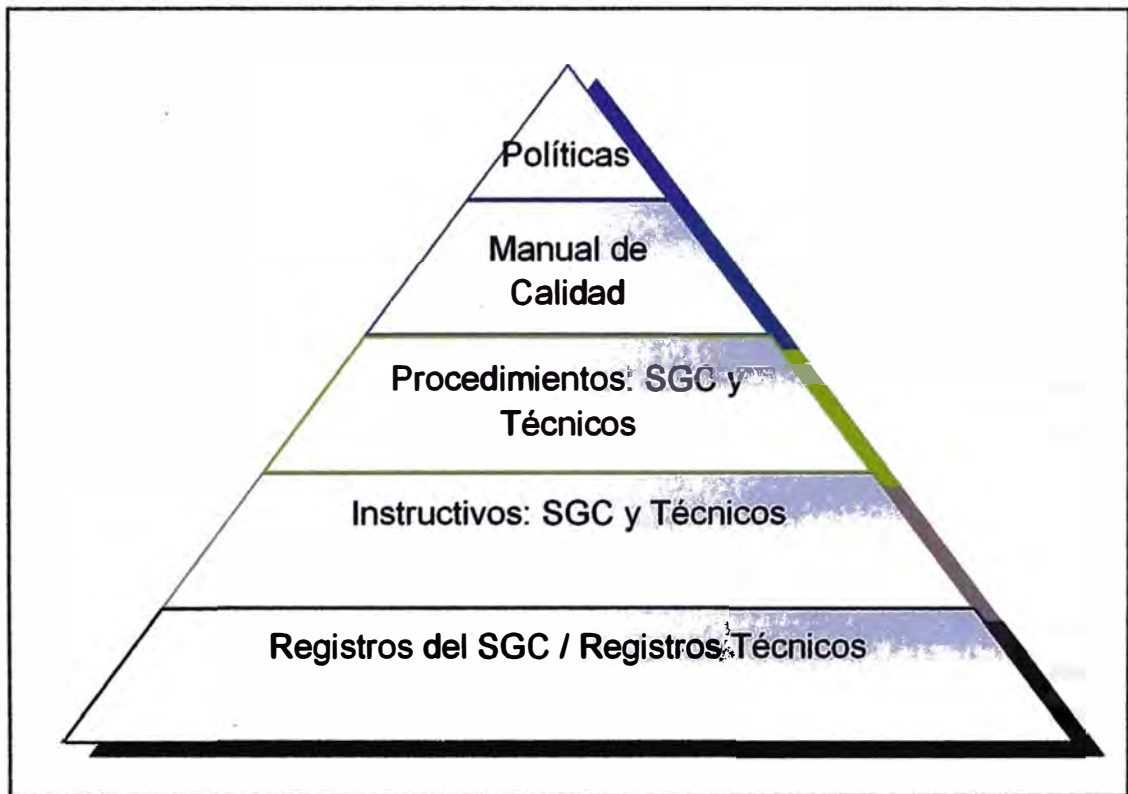 Políticas
Manual de
Calidad
Procedimientos: SGC y
Técnicos
Instructivos: SGC y Técnicos
Registros del SGC / Registros Técnicos